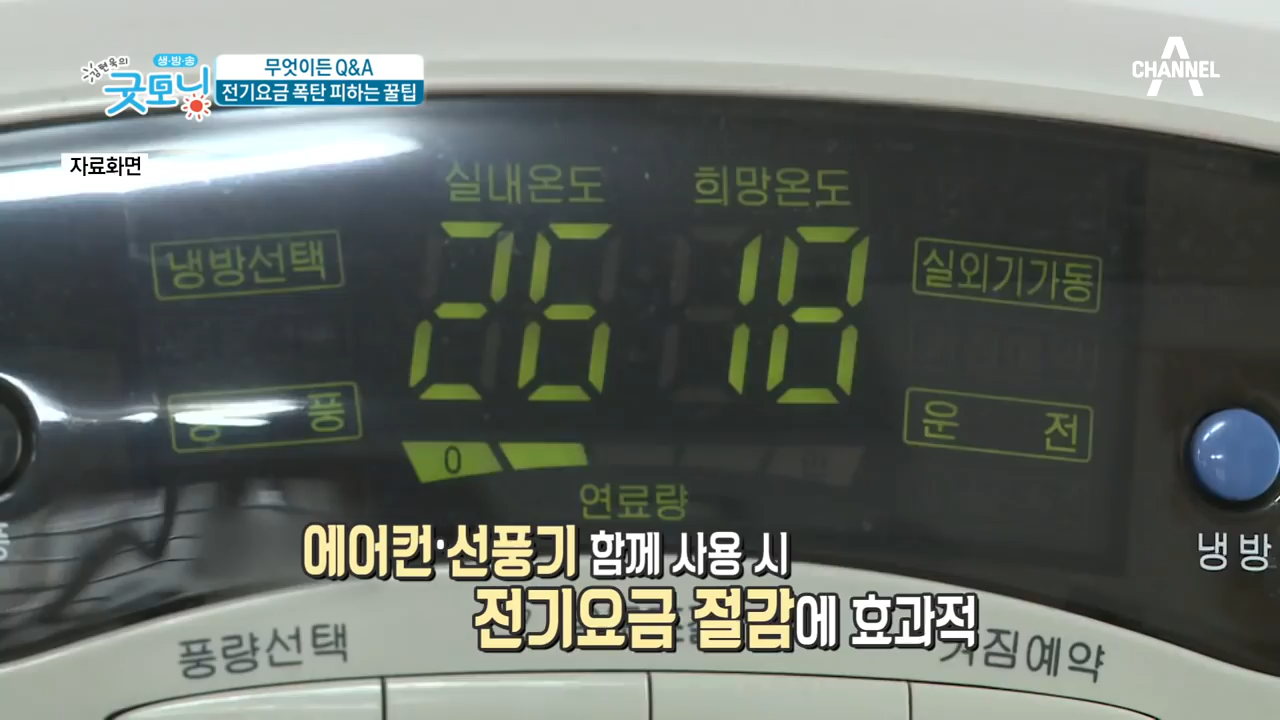 김현욱의
생·방·송
굿모닝
무엇이든 Q&A
전기요금 폭탄 피하는 꿀팁
CHANNEL A
자료화면
실내온도 희망온도
냉방선택 26 18 실외기가동
풍 운 전
0
연료량
냉방
에어컨·선풍기 함께 사용 시
전기요금 절감에 효과적
풍량선택
예약